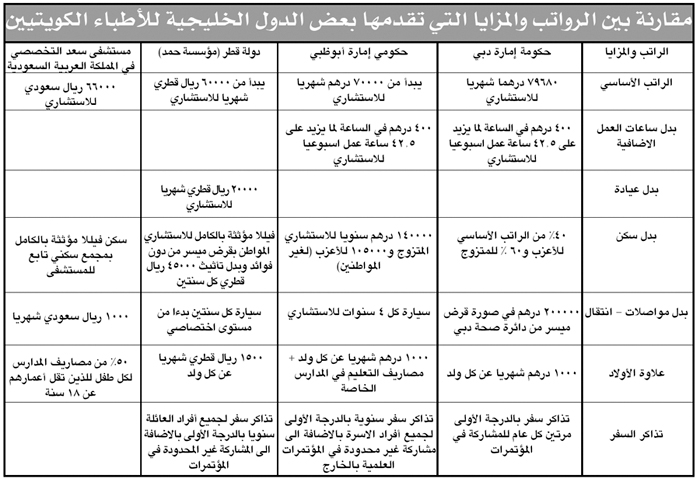 مقارنة بين الرواتب والمزايا التي تقدمها بعض الدول الخليجية للأطباء الكويتيين
الراتب والمزايا
حكومة إمارة دبي
حكومي إمارة أبوظبي
دولة قطر (مؤسسة حمد)
مستشفى سعد التخصصي
في المملكة العربية السعودية
الراتب الأساسي
٧٩٦٨٠ درهما شهريا
للاستشاري
يبدأ من ٧٠٠٠٠ درهم شهريا
للاستشاري
يبدأ من ٦٠٠٠٠ ريال قطري
شهريا للاستشاري
٦٦٠٠٠ ريال سعودي
للاستشاري
بدل ساعات العمل
الاضافية
٤٠٠ درهم في الساعة لما يزيد
على ٤٢.٥ ساعة عمل اسبوعيا
للاستشاري
٤٠٠ درهم في الساعة لما يزيد على
٤٢.٥ ساعة عمل اسبوعيا
للاستشاري
بدل عيادة
٢٠٠٠٠ ريال قطري شهريا
للاستشاري
بدل سكن
٤٠٪ من الراتب الأساسي
للأعزب و٦٠ ٪ للمتزوج
١٤٠٠٠٠ درهم سنويا للاستشاري
المتزوج و١٠٥٠٠٠ للأعزب (لغير
المواطنين)
فيللا مؤثثة بالكامل للاستشاري
المواطن بقرض ميسر من دون
فوائد وبدل تأثيث ٤٥٠٠٠ ريال
قطري كل سنتين
سكن فيللا مؤثثة بالكامل
بمجمع سكني تابع
للمستشفى
بدل مواصلات – انتقال
٢٠٠٠٠٠ درهم في صورة قرض
ميسر من دائرة صحة دبي
سيارة كل ٤ سنوات للاستشاري
سيارة كل سنتين بدءا من
مستوى اختصاصي
١٠٠٠ ريال سعودي شهريا
علاوة الأولاد
١٠٠٠ درهم شهريا عن كل ولد
١٠٠٠ درهم شهريا عن كل ولد +
مصاريف التعليم في المدارس
الخاصة
١٥٠٠ ريال قطري شهريا
عن كل ولد
٥٠٪ من مصاريف المدارس
لكل طفل للذين تقل أعمارهم
عن ١٨ سنة
تذاكر السفر
تذاكر سفر بالدرجة الأولى
مرتين كل عام للمشاركة في
المؤتمرات
تذاكر سفر سنوية بالدرجة الأولى
لجميع أفراد الاسرة بالاضافة الى
مشاركة غير محدودة في المؤتمرات
العلمية بالخارج
تذاكر سفر لجميع أفراد العائلة
سنويا بالدرجة الأولى بالاضافة
الى المشاركة غير المحدودة في
المؤتمرات